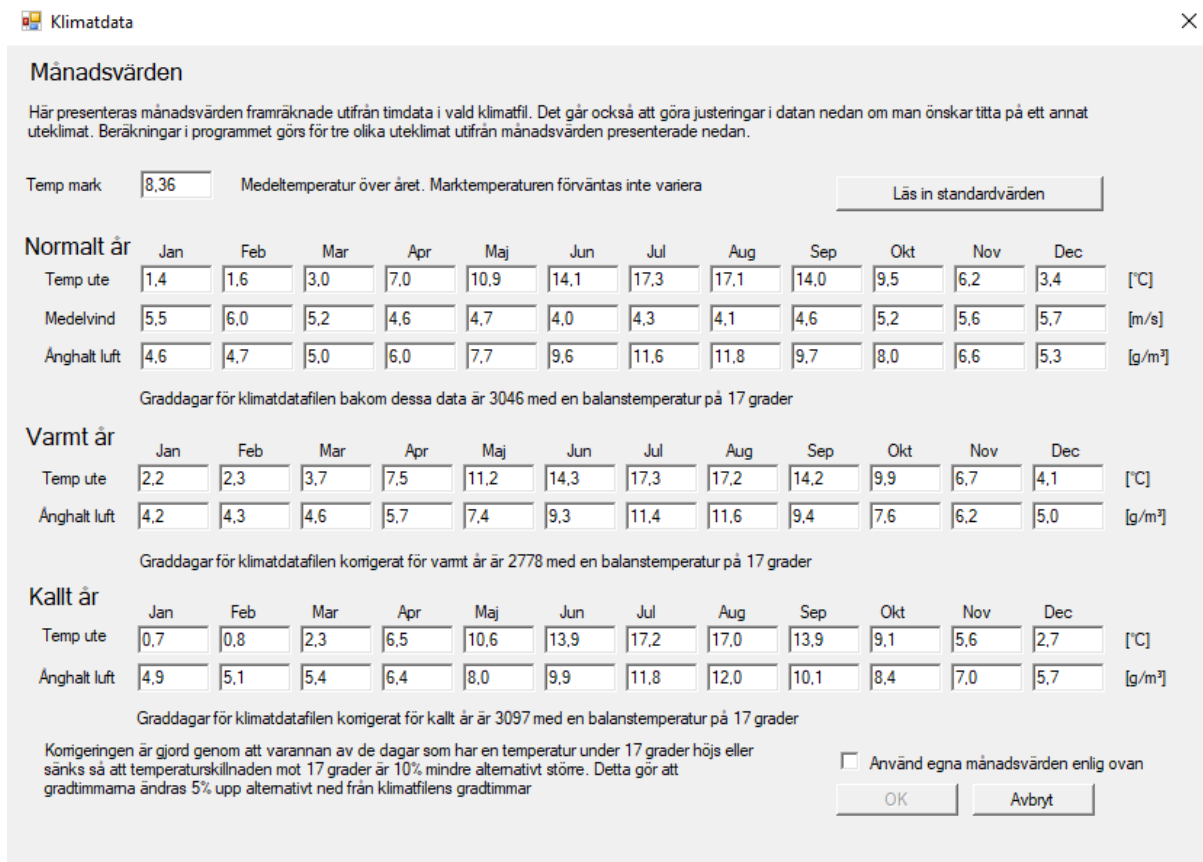 Klimatdata
Månadsvärden
Här presenteras månadsvärden framräknade utifrån timdata i vald klimatfil. Det går också att göra justeringar i datan nedan om man önskar titta på ett annat
uteklimat. Beräkningar i programmet görs för tre olika uteklimat utifrån månadsvärden presenterade nedan.
Temp mark 8,36 Medeltemperatur över året. Marktemperaturen förväntas inte variera Läs in standardvärden
Normalt år Jan Feb Mar Apr Maj Jun Jul Aug Sep Okt Nov Dec
Temp ute 1,4 1,6 3,0 7,0 10,9 14,1 17,3 17,1 14,0 9,5 6,2 3,4 [°C]
Medelvind 5,5 6,0 5,2 4,6 4,7 4,0 4,3 4,1 4,6 5,2 5,6 5,7 [m/s]
Ånghalt luft 4,6 4,7 5,0 6,0 7,7 9,6 11,6 11,8 9,7 8,0 6,6 5,3 [g/m³]
Graddagar för klimatdatafilen bakom dessa data är 3046 med en balanstemperatur på 17 grader
Varmt år Jan Feb Mar Apr Maj Jun Jul Aug Sep Okt Nov Dec
Temp ute 2,2 2,3 3,7 7,5 11,2 14,3 17,3 17,2 14,2 9,9 6,7 4,1 [°C]
Ånghalt luft 4,2 4,3 4,6 5,7 7,4 9,3 11,4 11,6 9,4 7,6 6,2 5,0 [g/m³]
Graddagar för klimatdatafilen korrigerat för varmt år är 2778 med en balanstemperatur på 17 grader
Kallt år Jan Feb Mar Apr Maj Jun Jul Aug Sep Okt Nov Dec
Temp ute 0,7 0,8 2,3 6,5 10,6 13,9 17,2 17,0 13,9 9,1 5,6 2,7 [°C]
Ånghalt luft 4,9 5,1 5,4 6,4 8,0 9,9 11,8 12,0 10,1 8,4 7,0 5,7 [g/m³]
Graddagar för klimatdatafilen korrigerat för kallt år är 3097 med en balanstemperatur på 17 grader
Korrigeringen är gjord genom att varannan av de dagar som har en temperatur under 17 grader höjs eller
sänks så att temperaturskillnaden mot 17 grader är 10% mindre alternativt större. Detta gör att
gradtimmarna ändras 5% upp alternativt ned från klimatfilens gradtimmar
Använd egna månadsvärden enlig ovan
OK Avbryt